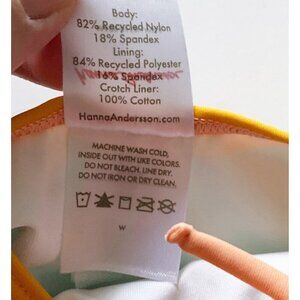 Body:
82% Recycled Nylon
18% Spandex
Lining:
84% Recycled Polyester
16% Spandex
Crotch Liner:
100% Cotton
HannaAndersson.com
MACHINE WASH COLD,
INSIDE OUT WITH LIKE COLORS.
DO NOT BLEACH. LINE DRY.
DO NOT IRON OR DRY CLEAN.
W